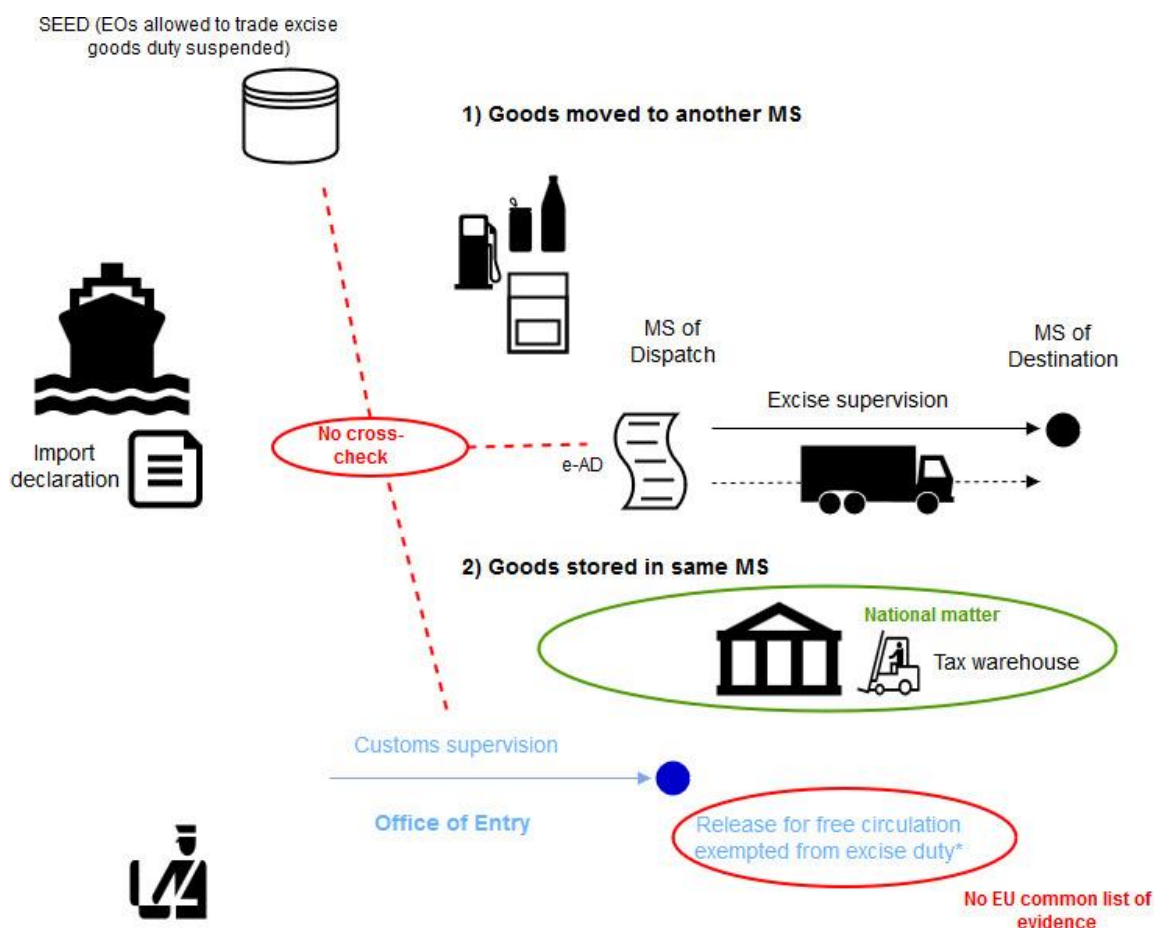 SEED (EOs allowed to trade excise
goods duty suspended)
1) Goods moved to another MS
MS of
Dispatch
MS of
Destination
Excise supervision
No cross-
check
Import
declaration
e-AD
2) Goods stored in same MS
National matter
Tax warehouse
Customs supervision
Office of Entry
Release for free circulation
exempted from excise duty*
No EU common list of
evidence